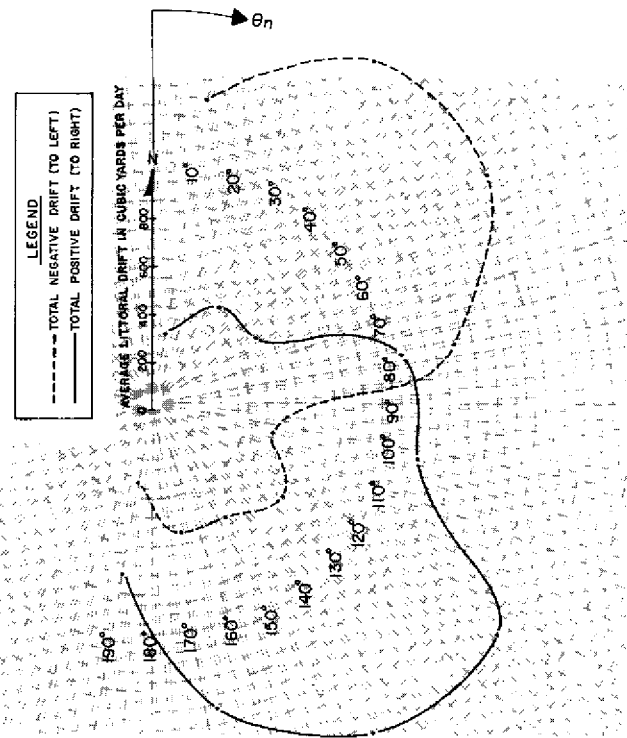 LEGEND
TOTAL NEGATIVE DRIFT (TO LEFT)
TOTAL POSITIVE DRIFT (TO RIGHT)
θn
AVERAGE LITTORAL DRIFT IN CUBIC YARDS PER DAY
N
0 200 400 600 800
10°
20°
30°
40°
50°
60°
70°
80°
90°
100°
110°
120°
130°
140°
150°
160°
170°
180°
190°